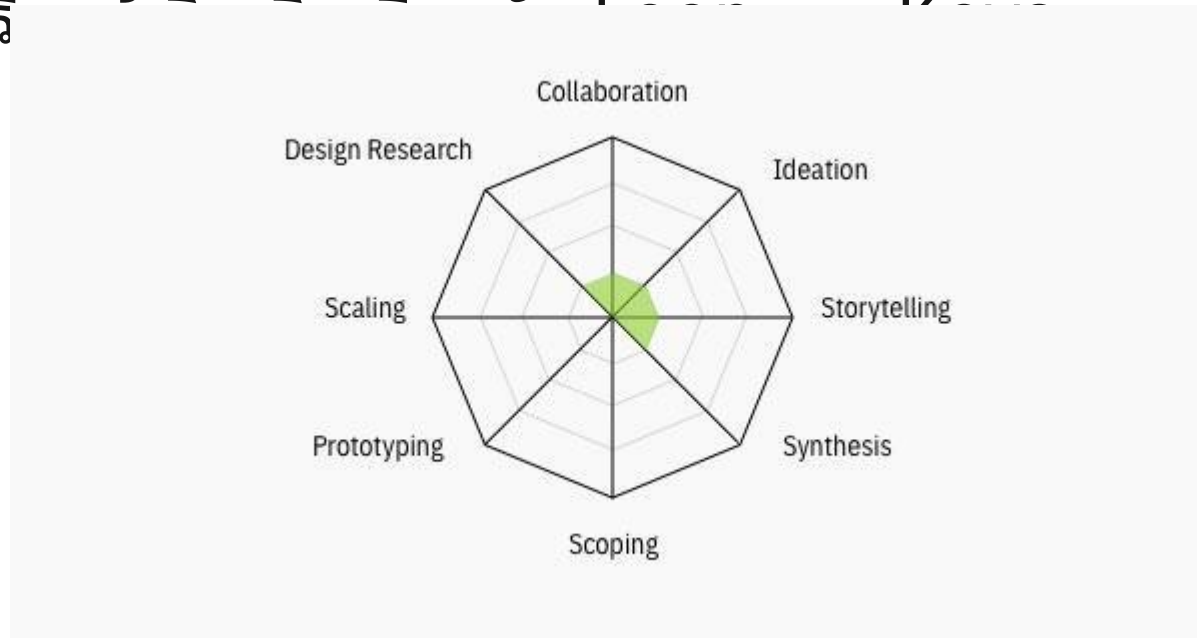 Collaboration
Design Research
Ideation
Scaling
Storytelling
Prototyping
Synthesis
Scoping